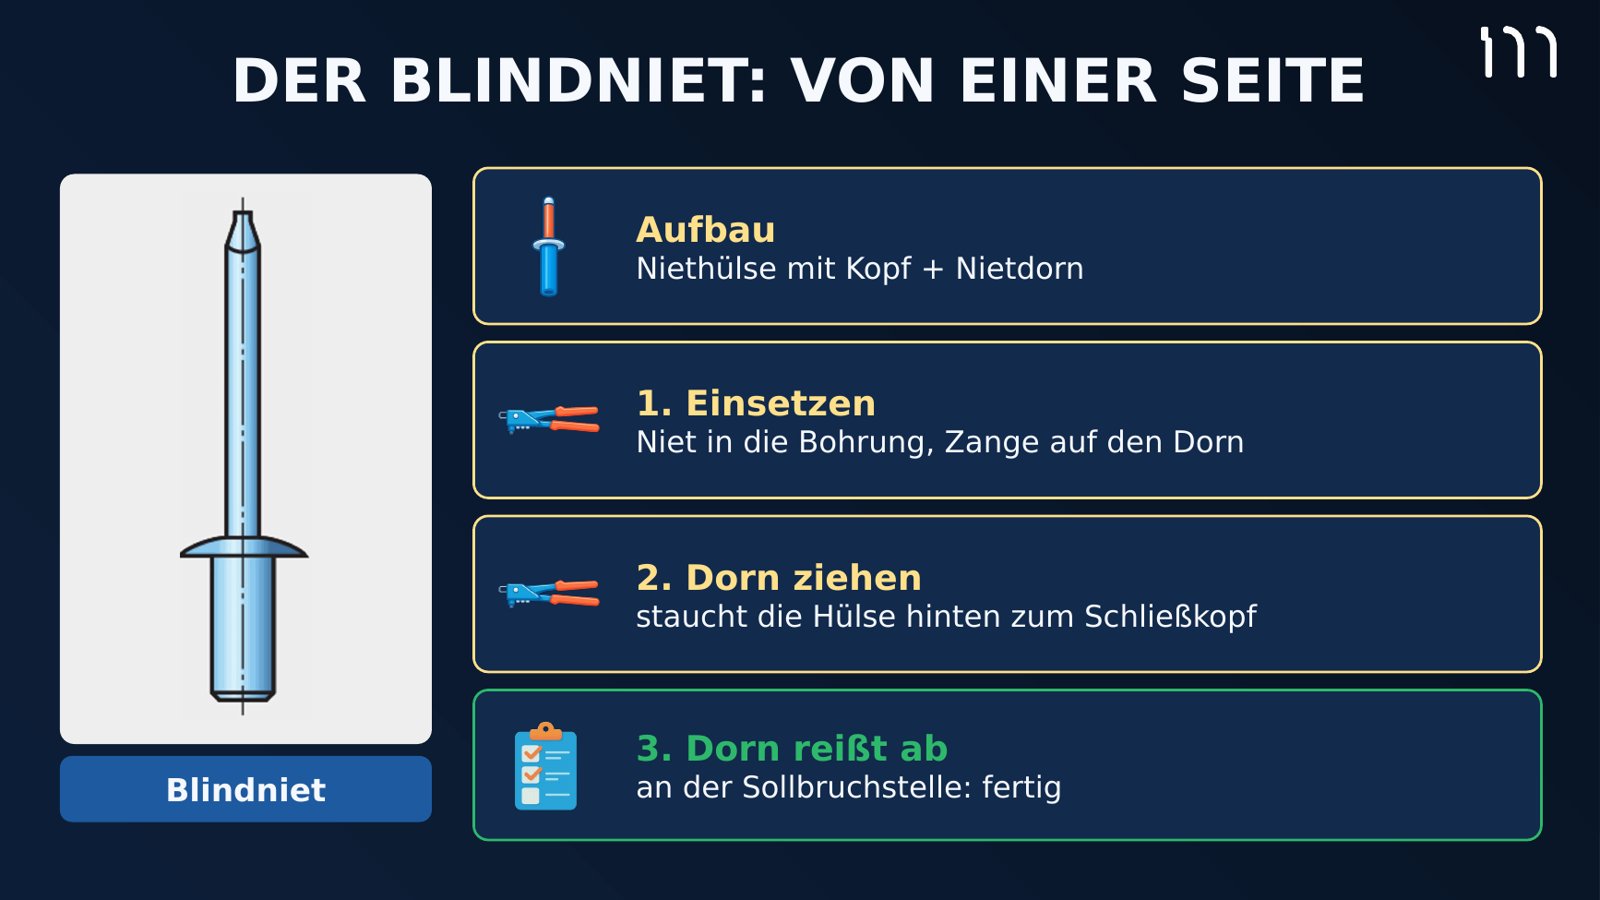 DER BLINDNIET: VON EINER SEITE
Blindniet
Aufbau
Niethülse mit Kopf + Nietdorn
1. Einsetzen
Niet in die Bohrung, Zange auf den Dorn
2. Dorn ziehen
staucht die Hülse hinten zum Schließkopf
3. Dorn reißt ab
an der Sollbruchstelle: fertig